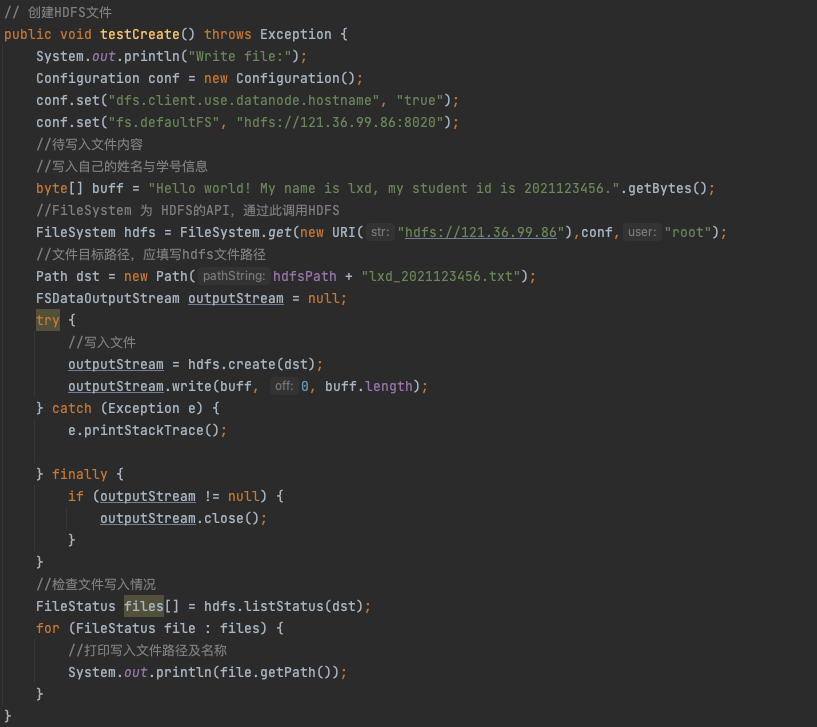 // 创建HDFS文件
public void testCreate() throws Exception {
    System.out.println("Write file:");
    Configuration conf = new Configuration();
    conf.set("dfs.client.use.datanode.hostname", "true");
    conf.set("fs.defaultFS", "hdfs://121.36.99.86:8020");
    //待写入文件内容
    //写入自己的姓名与学号信息
    byte[] buff = "Hello world! My name is lxd, my student id is 2021123456.".getBytes();
    //FileSystem 为 HDFS的API，通过此调用HDFS
    FileSystem hdfs = FileSystem.get(new URI( str: "hdfs://121.36.99.86"),conf, user: "root");
    //文件目标路径，应填写hdfs文件路径
    Path dst = new Path( pathString: hdfsPath + "lxd_2021123456.txt");
    FSDataOutputStream outputStream = null;
    try {
        //写入文件
        outputStream = hdfs.create(dst);
        outputStream.write(buff, off: 0, buff.length);
    } catch (Exception e) {
        e.printStackTrace();

    } finally {
        if (outputStream != null) {
            outputStream.close();
        }
    }
    //检查文件写入情况
    FileStatus files[] = hdfs.listStatus(dst);
    for (FileStatus file : files) {
        //打印写入文件路径及名称
        System.out.println(file.getPath());
    }
}